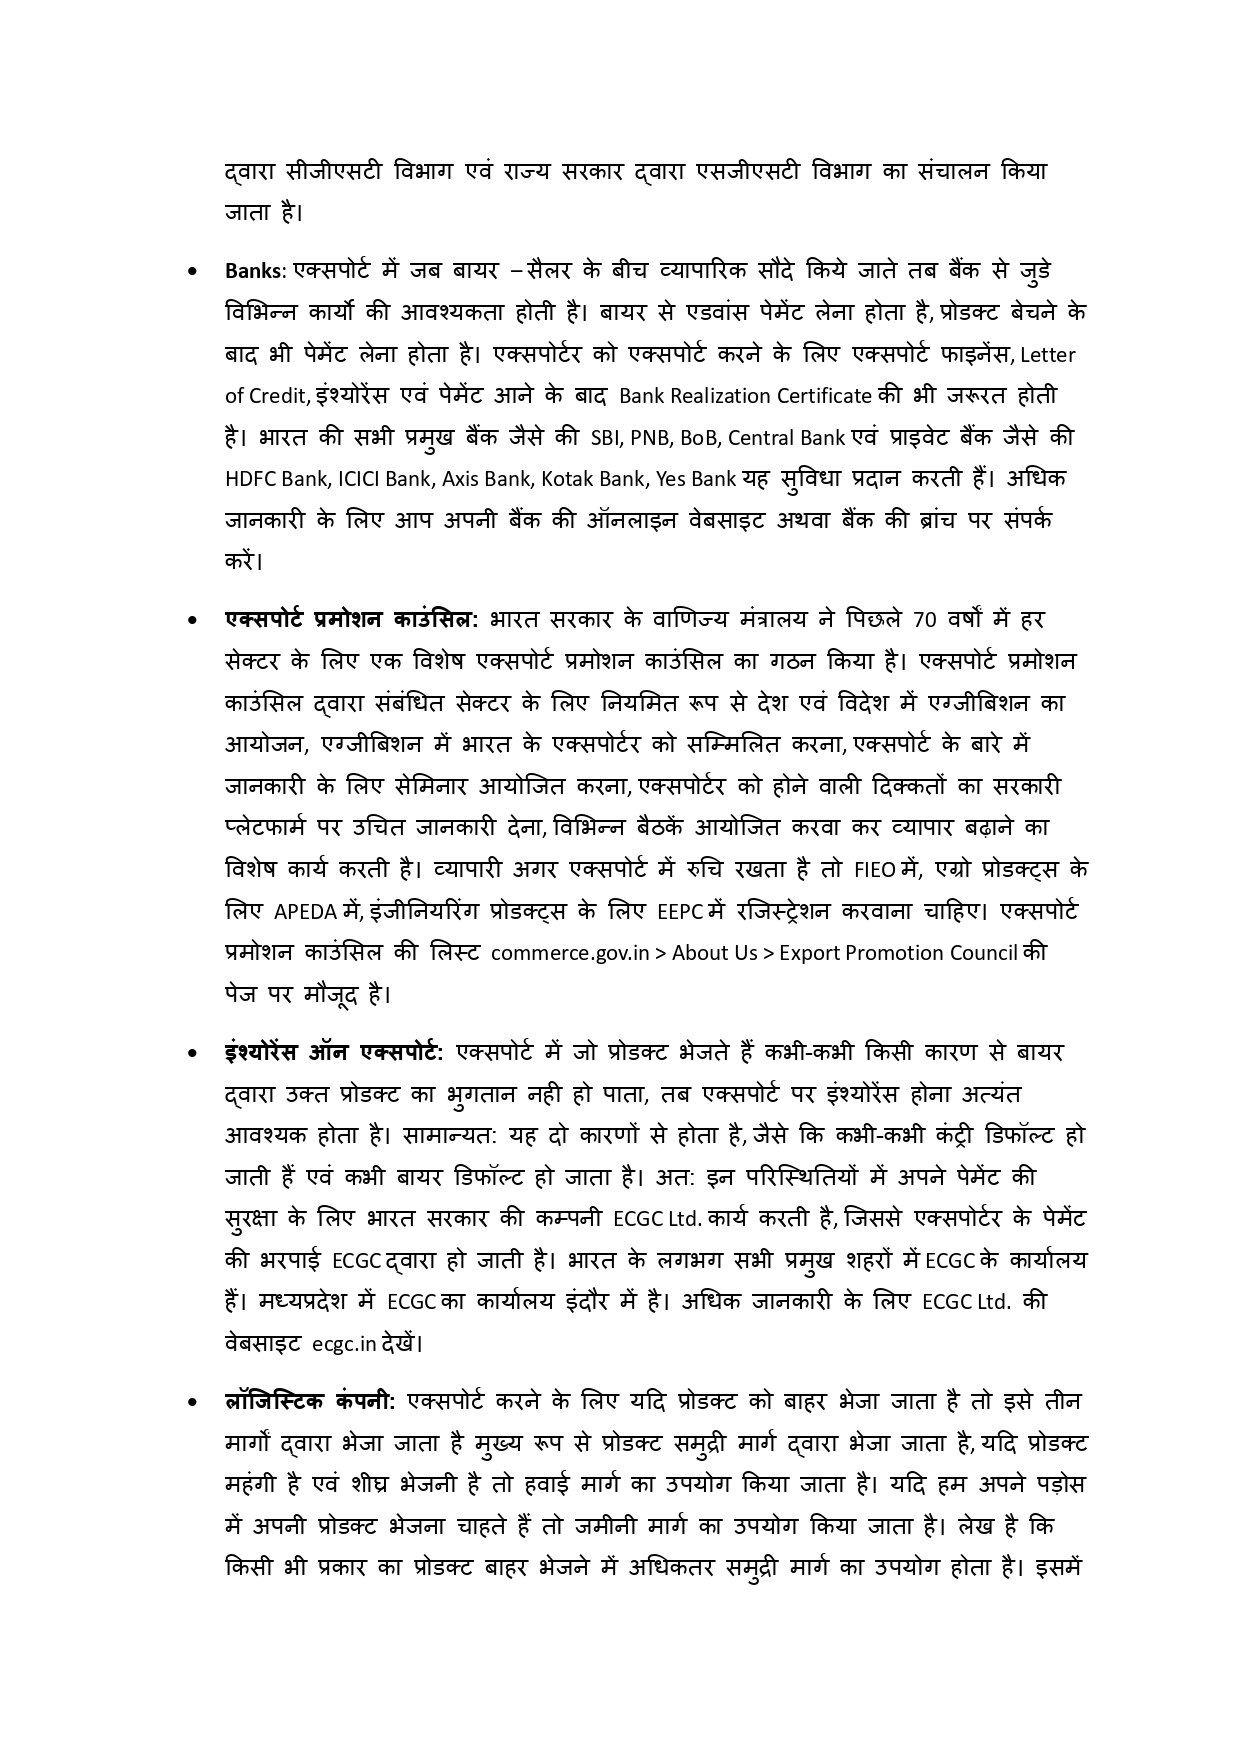 द्वारा सीजीएसटी विभाग एवं राज्य सरकार द्वारा एसजीएसटी विभाग का संचालन किया
जाता है।
• Banks: एक्सपोर्ट में जब बायर – सैलर के बीच व्यापारिक सौदे किये जाते तब बैंक से जुडे
विभिन्न कार्यो की आवश्यकता होती है। बायर से एडवांस पेमेंट लेना होता है, प्रोडक्ट बेचने के
बाद भी पेमेंट लेना होता है। एक्सपोर्टर को एक्सपोर्ट करने के लिए एक्सपोर्ट फाइनेंस, Letter
of Credit, इंश्योरेंस एवं पेमेंट आने के बाद Bank Realization Certificate की भी जरूरत होती
है। भारत की सभी प्रमुख बैंक जैसे की SBI, PNB, BoB, Central Bank एवं प्राइवेट बैंक जैसे की
HDFC Bank, ICICI Bank, Axis Bank, Kotak Bank, Yes Bank यह सुविधा प्रदान करती हैं। अधिक
जानकारी के लिए आप अपनी बैंक की ऑनलाइन वेबसाइट अथवा बैंक की ब्रांच पर संपर्क
करें।
• एक्सपोर्ट प्रमोशन काउंसिल: भारत सरकार के वाणिज्य मंत्रालय ने पिछले 70 वर्षों में हर
सेक्टर के लिए एक विशेष एक्सपोर्ट प्रमोशन काउंसिल का गठन किया है। एक्सपोर्ट प्रमोशन
काउंसिल द्वारा संबंधित सेक्टर के लिए नियमित रूप से देश एवं विदेश में एग्जीबिशन का
आयोजन, एग्जीबिशन में भारत के एक्सपोर्टर को सम्मिलित करना, एक्सपोर्ट के बारे में
जानकारी के लिए सेमिनार आयोजित करना, एक्सपोर्टर को होने वाली दिक्कतों का सरकारी
प्लेटफार्म पर उचित जानकारी देना, विभिन्न बैठकें आयोजित करवा कर व्यापार बढ़ाने का
विशेष कार्य करती है। व्यापारी अगर एक्सपोर्ट में रुचि रखता है तो FIEO में, एग्रो प्रोडक्ट्स के
लिए APEDA में, इंजीनियरिंग प्रोडक्ट्स के लिए EEPC में रजिस्ट्रेशन करवाना चाहिए। एक्सपोर्ट
प्रमोशन काउंसिल की लिस्ट commerce.gov.in > About Us > Export Promotion Council की
पेज पर मौजूद है।
• इंश्योरेंस ऑन एक्सपोर्ट: एक्सपोर्ट में जो प्रोडक्ट भेजते हैं कभी-कभी किसी कारण से बायर
द्वारा उक्त प्रोडक्ट का भुगतान नही हो पाता, तब एक्सपोर्ट पर इंश्योरेंस होना अत्यंत
आवश्यक होता है। सामान्यत: यह दो कारणों से होता है, जैसे कि कभी-कभी कंट्री डिफॉल्ट हो
जाती हैं एवं कभी बायर डिफॉल्ट हो जाता है। अत: इन परिस्थितियों में अपने पेमेंट की
सुरक्षा के लिए भारत सरकार की कम्पनी ECGC Ltd. कार्य करती है, जिससे एक्सपोर्टर के पेमेंट
की भरपाई ECGC द्वारा हो जाती है। भारत के लगभग सभी प्रमुख शहरों में ECGC के कार्यालय
हैं। मध्यप्रदेश में ECGC का कार्यालय इंदौर में है। अधिक जानकारी के लिए ECGC Ltd. की
वेबसाइट ecgc.in देखें।
• लॉजिस्टिक कंपनी: एक्सपोर्ट करने के लिए यदि प्रोडक्ट को बाहर भेजा जाता है तो इसे तीन
मार्गों द्वारा भेजा जाता है मुख्य रूप से प्रोडक्ट समुद्री मार्ग द्वारा भेजा जाता है, यदि प्रोडक्ट
महंगी है एवं शीघ्र भेजनी है तो हवाई मार्ग का उपयोग किया जाता है। यदि हम अपने पड़ोस
में अपनी प्रोडक्ट भेजना चाहते हैं तो जमीनी मार्ग का उपयोग किया जाता है। लेख है कि
किसी भी प्रकार का प्रोडक्ट बाहर भेजने में अधिकतर समुद्री मार्ग का उपयोग होता है। इसमें